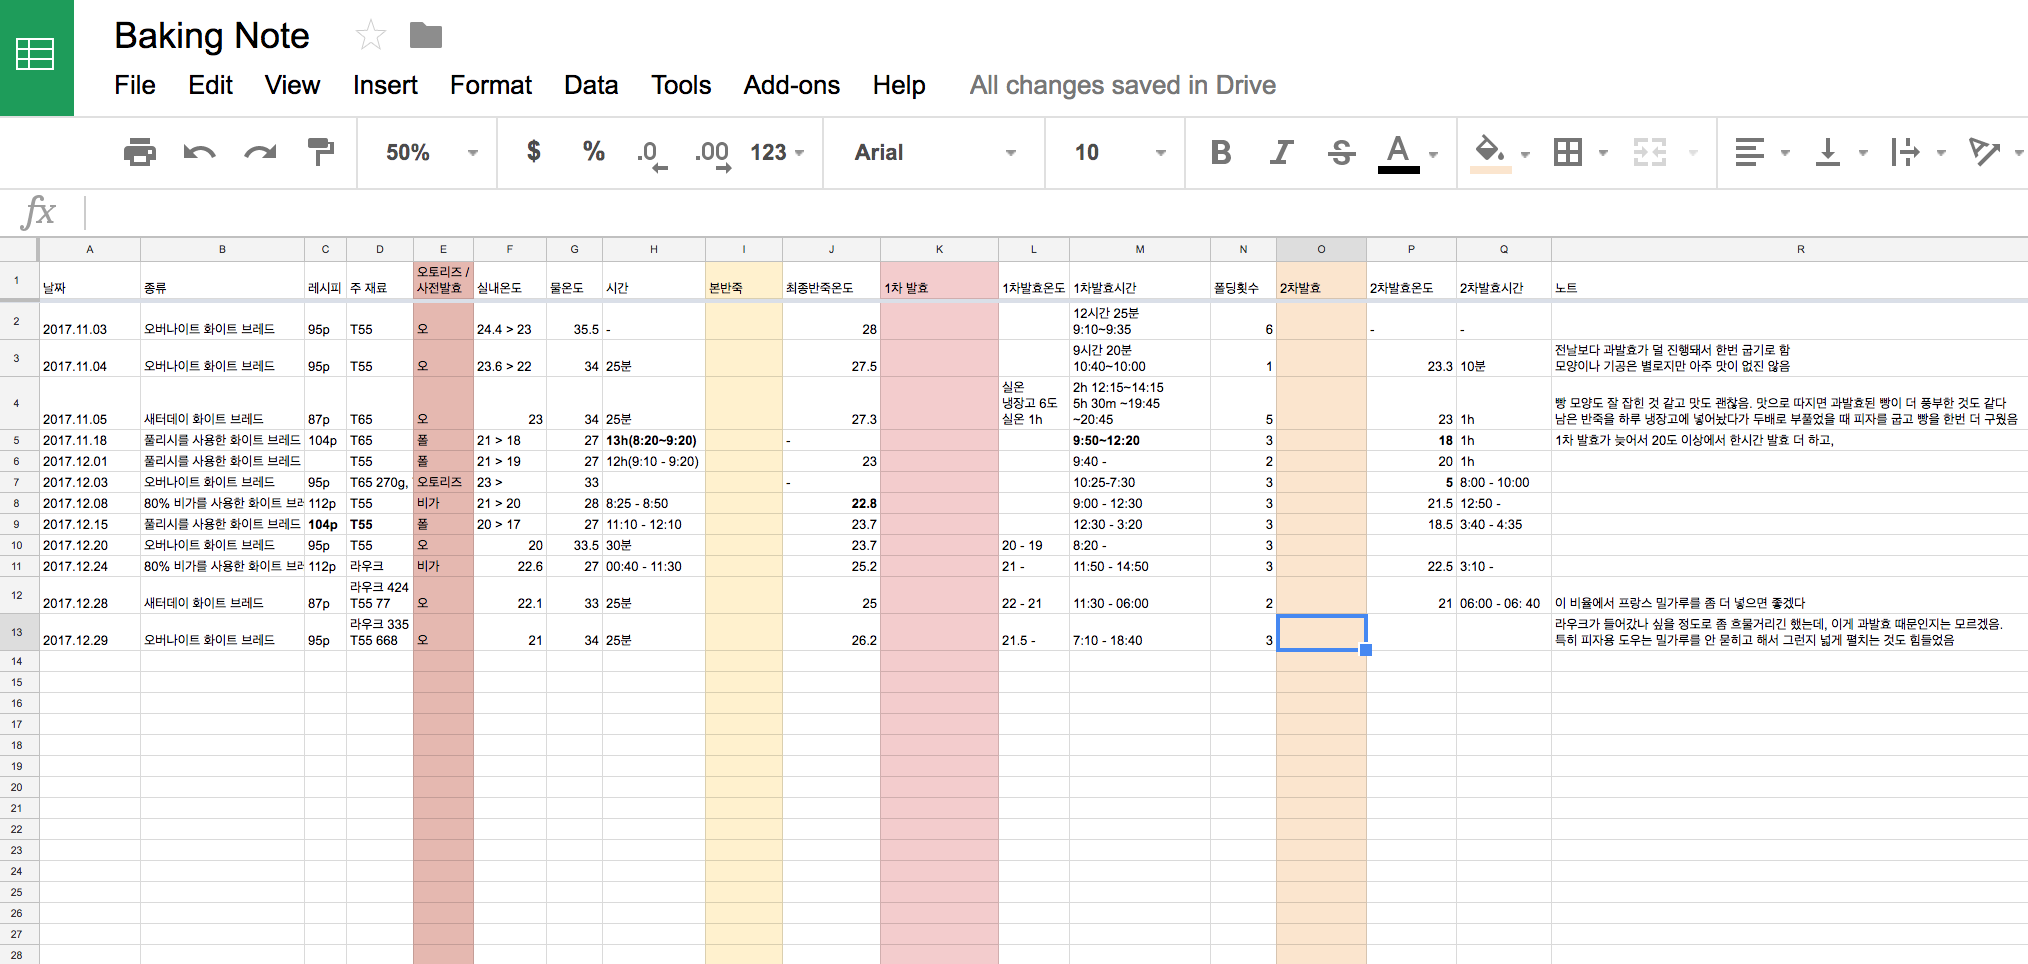 Baking Note
File Edit View Insert Format Data Tools Add-ons Help All changes saved in Drive
50% $ % .0 .00 123 Arial 10 B I S A
fx
A B C D E F G H I J K L M N O P Q R
1 날짜 종류 레시피 주 재료 오토리즈 / 사전발효 실내온도 물온도 시간 본반죽 최종반죽온도 1차 발효 1차발효온도 1차발효시간 폴딩횟수 2차발효 2차발효온도 2차발효시간 노트
2 2017.11.03 오버나이트 화이트 브레드 95p T55 오 24.4 > 23 35.5 - 28 12시간 25분 9:10~9:35 6 - -
3 2017.11.04 오버나이트 화이트 브레드 95p T55 오 23.6 > 22 34 25분 27.5 9시간 20분 10:40~10:00 1 23.3 10분 전날보다 과발효가 덜 진행돼서 한번 굽기로 함
모양이나 기공은 별로지만 아주 맛이 없진 않음
4 2017.11.05 새터데이 화이트 브레드 87p T65 오 23 34 25분 27.3 실온 냉장고 6도 실온 1h 2h 12:15~14:15 5h 30m ~19:45 ~20:45 5 23 1h 빵 모양도 잘 잡힌 것 같고 맛도 괜찮음. 맛으로 따지면 과발효된 빵이 더 풍부한 것도 같다
남은 반죽을 하루 냉장고에 넣어놨다가 두배로 부풀었을 때 피자를 굽고 빵을 한번 더 구웠음
5 2017.11.18 풀리시를 사용한 화이트 브레드 104p T65 폴 21 > 18 27 13h(8:20~9:20) - 9:50~12:20 3 18 1h 1차 발효가 늦어서 20도 이상에서 한시간 발효 더 하고,
6 2017.12.01 풀리시를 사용한 화이트 브레드 T55 폴 21 > 19 27 12h(9:10 - 9:20) 23 9:40 - 2 20 1h
7 2017.12.03 오버나이트 화이트 브레드 95p T65 270g, 오토리즈 23 > 33 - 10:25-7:30 3 5 8:00 - 10:00
8 2017.12.08 80% 비가를 사용한 화이트 브러 112p T55 비가 21 > 20 28 8:25 - 8:50 22.8 9:00 - 12:30 3 21.5 12:50 -
9 2017.12.15 풀리시를 사용한 화이트 브레드 104p T55 폴 20 > 17 27 11:10 - 12:10 23.7 12:30 - 3:20 3 18.5 3:40 - 4:35
10 2017.12.20 오버나이트 화이트 브레드 95p T55 오 20 33.5 30분 23.7 20 - 19 8:20 - 3
11 2017.12.24 80% 비가를 사용한 화이트 브러 112p 라우크 비가 22.6 27 00:40 - 11:30 25.2 21 - 11:50 - 14:50 3 22.5 3:10 -
12 2017.12.28 새터데이 화이트 브레드 87p 라우크 424 T55 77 오 22.1 33 25분 25 22 - 21 11:30 - 06:00 2 21 06:00 - 06: 40 이 비율에서 프랑스 밀가루를 좀 더 넣으면 좋겠다
13 2017.12.29 오버나이트 화이트 브레드 95p 라우크 335 T55 668 오 21 34 25분 26.2 21.5 - 7:10 - 18:40 3 라우크가 들어갔나 싶을 정도로 좀 흐물거리긴 했는데, 이게 과발효 때문인지는 모르겠음.
특히 피자용 도우는 밀가루를 안 묻히고 해서 그런지 넓게 펼치는 것도 힘들었음
14
15
16
17
18
19
20
21
22
23
24
25
26
27
28